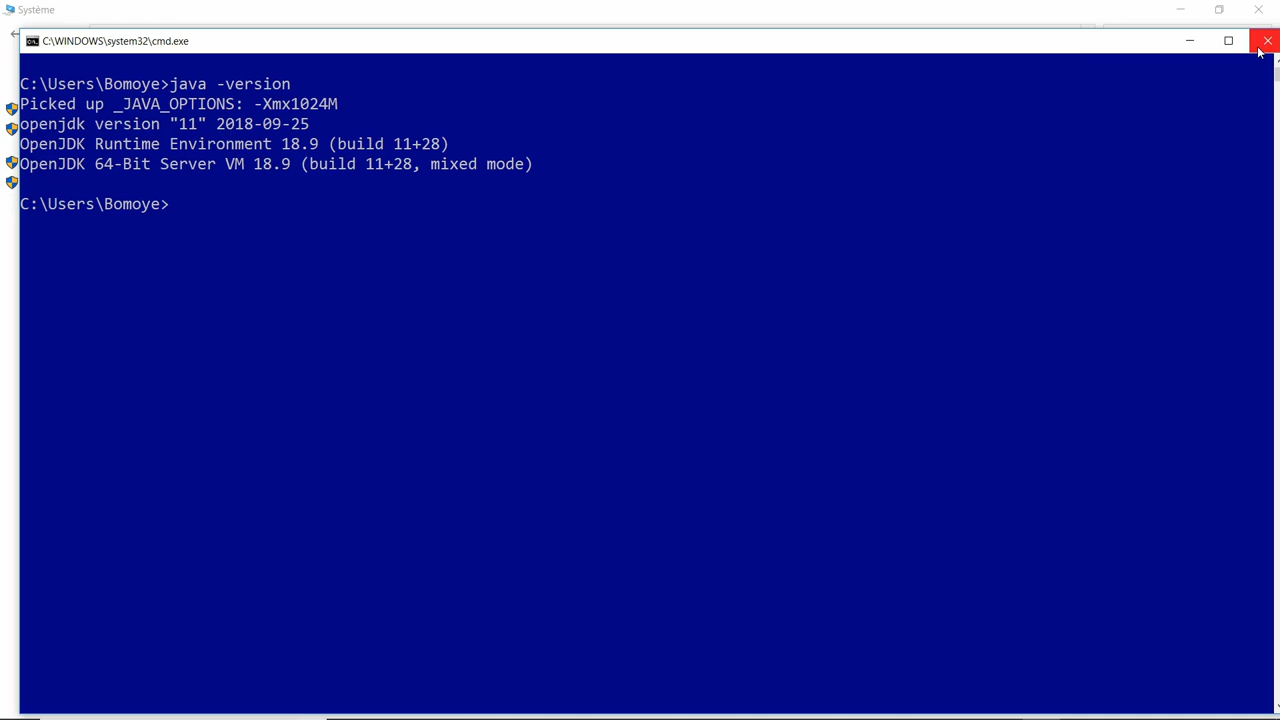 Système
C:\WINDOWS\system32\cmd.exe
C:\Users\Bomoye>java -version
Picked up _JAVA_OPTIONS: -Xmx1024M
openjdk version "11" 2018-09-25
OpenJDK Runtime Environment 18.9 (build 11+28)
OpenJDK 64-Bit Server VM 18.9 (build 11+28, mixed mode)
C:\Users\Bomoye>